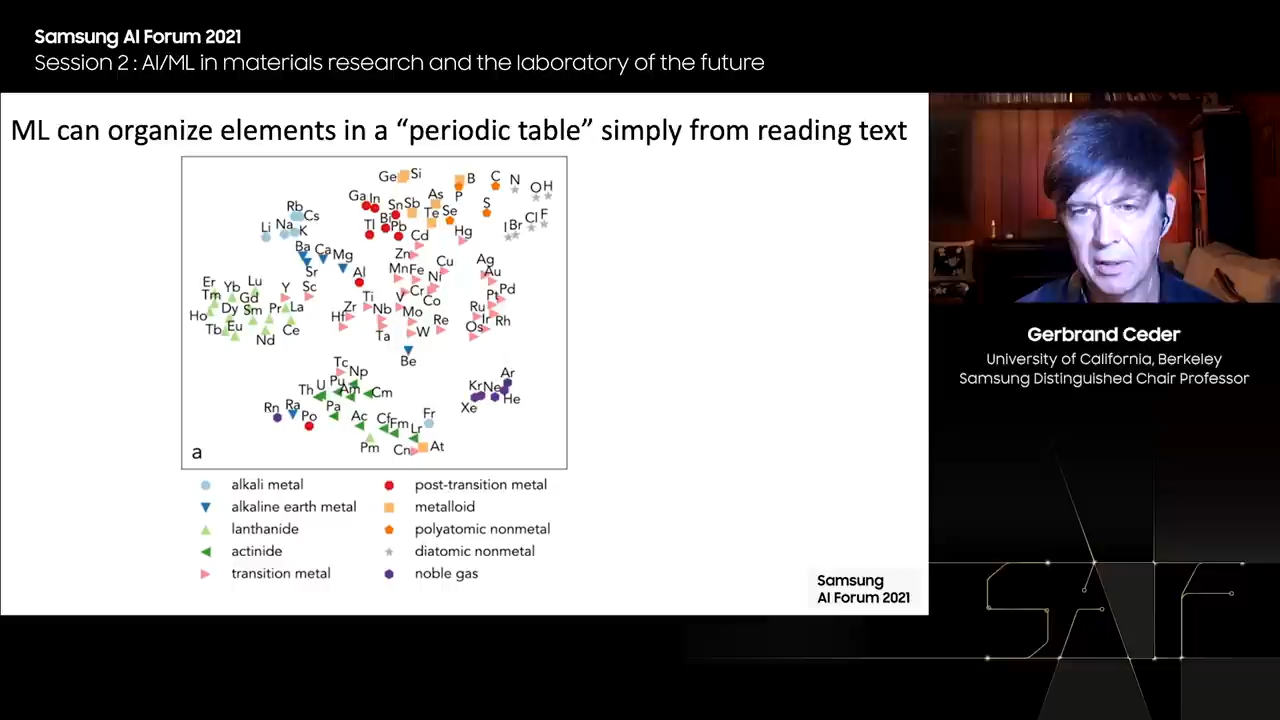 Samsung AI Forum 2021
Session 2 : AI/ML in materials research and the laboratory of the future
ML can organize elements in a “periodic table” simply from reading text
Ge Si B C N O H
Ga In Sn Sb As P S
Tl Bi Pb Te Se I Br Cl F
Rb Cs Cd Hg
Li Na K
Ba Ca Mg Zn Cu Ag
Sr Al Mn Fe Ni Au
Er Yb Lu Y Sc Cr Co Pt Pd
Tm Gd Ti V
Ho Dy Sm Pr La Hf Zr Nb Mo Re Ru Ir Rh
Tb Eu Nd Ce Ta W Os
Be
Tc Np Ar
Th U Pu Am Cm Kr Ne He
Rn Ra Po Pa Ac Cf Fm Lr Fr Xe
Pm Cn At
a
alkali metal
alkaline earth metal
lanthanide
actinide
transition metal
post-transition metal
metalloid
polyatomic nonmetal
diatomic nonmetal
noble gas
Samsung
AI Forum 2021
Gerbrand Ceder
University of California, Berkeley
Samsung Distinguished Chair Professor